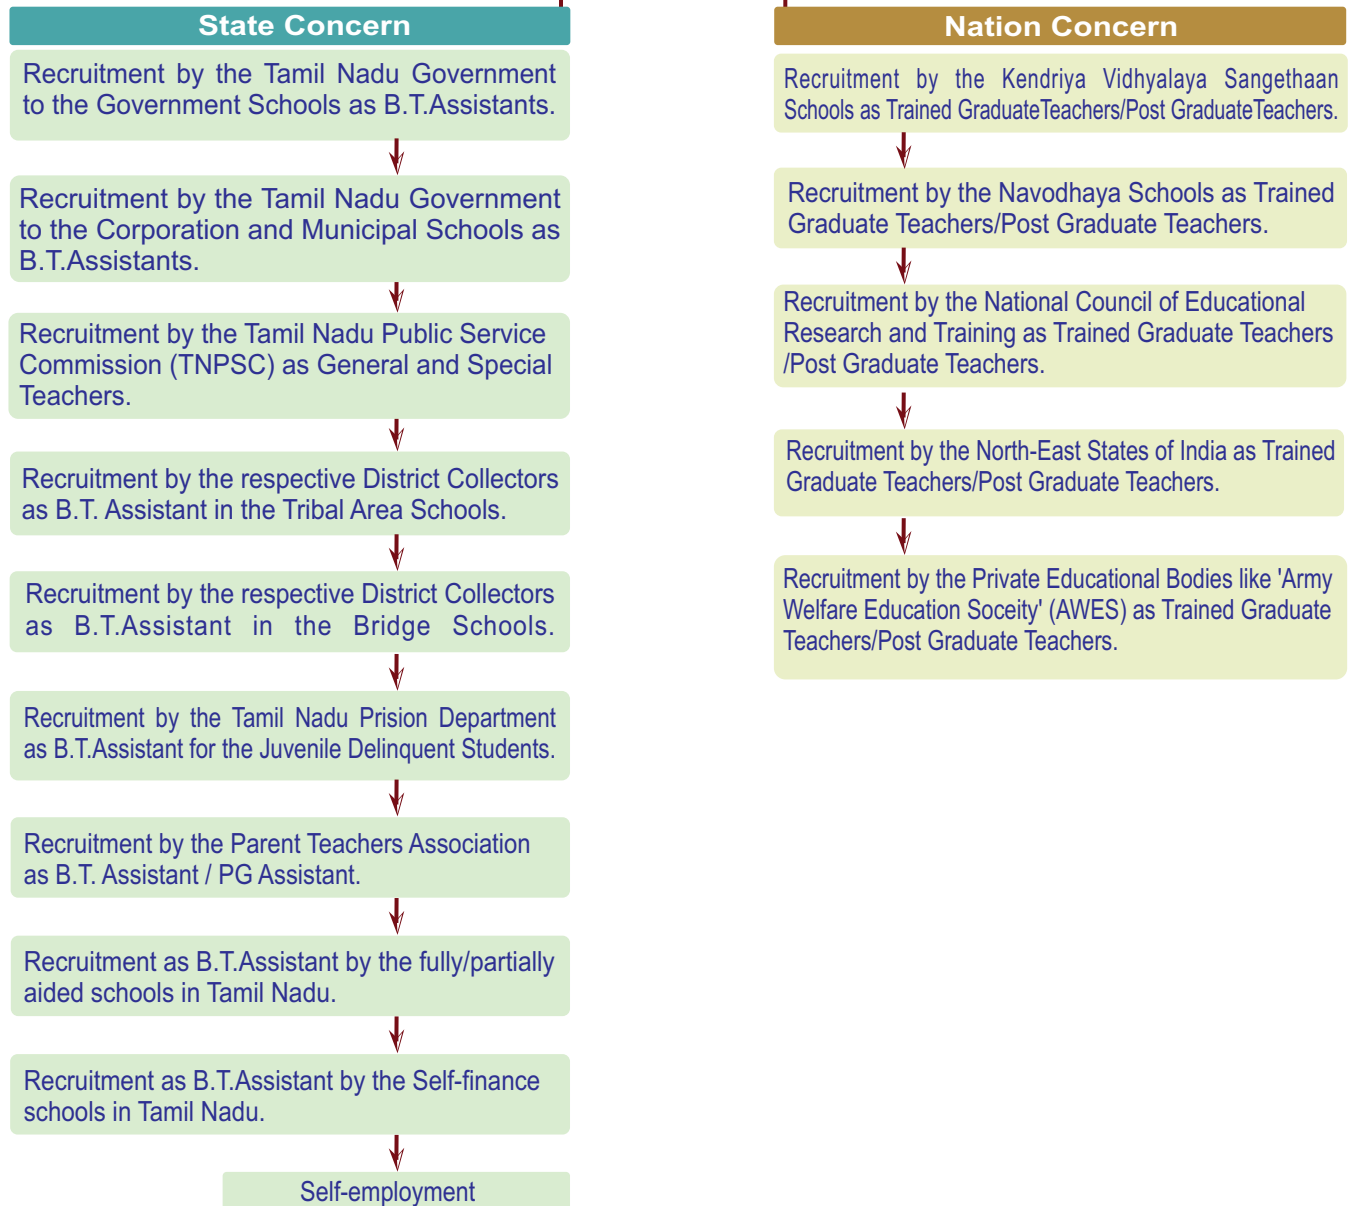 State Concern
Recruitment by the Tamil Nadu Government
to the Government Schools as B.T.Assistants.
Recruitment by the Tamil Nadu Government
to the Corporation and Municipal Schools as
B.T.Assistants.
Recruitment by the Tamil Nadu Public Service
Commission (TNPSC) as General and Special
Teachers.
Recruitment by the respective District Collectors
as B.T. Assistant in the Tribal Area Schools.
Recruitment by the respective District Collectors
as B.T.Assistant in the Bridge Schools.
Recruitment by the Tamil Nadu Prision Department
as B.T.Assistant for the Juvenile Delinquent Students.
Recruitment by the Parent Teachers Association
as B.T. Assistant / PG Assistant.
Recruitment as B.T.Assistant by the fully/partially
aided schools in Tamil Nadu.
Recruitment as B.T.Assistant by the Self-finance
schools in Tamil Nadu.
Self-employment
Nation Concern
Recruitment by the Kendriya Vidhyalaya Sangethaan
Schools as Trained GraduateTeachers/Post GraduateTeachers.
Recruitment by the Navodhaya Schools as Trained
Graduate Teachers/Post Graduate Teachers.
Recruitment by the National Council of Educational
Research and Training as Trained Graduate Teachers
/Post Graduate Teachers.
Recruitment by the North-East States of India as Trained
Graduate Teachers/Post Graduate Teachers.
Recruitment by the Private Educational Bodies like 'Army
Welfare Education Soceity' (AWES) as Trained Graduate
Teachers/Post Graduate Teachers.